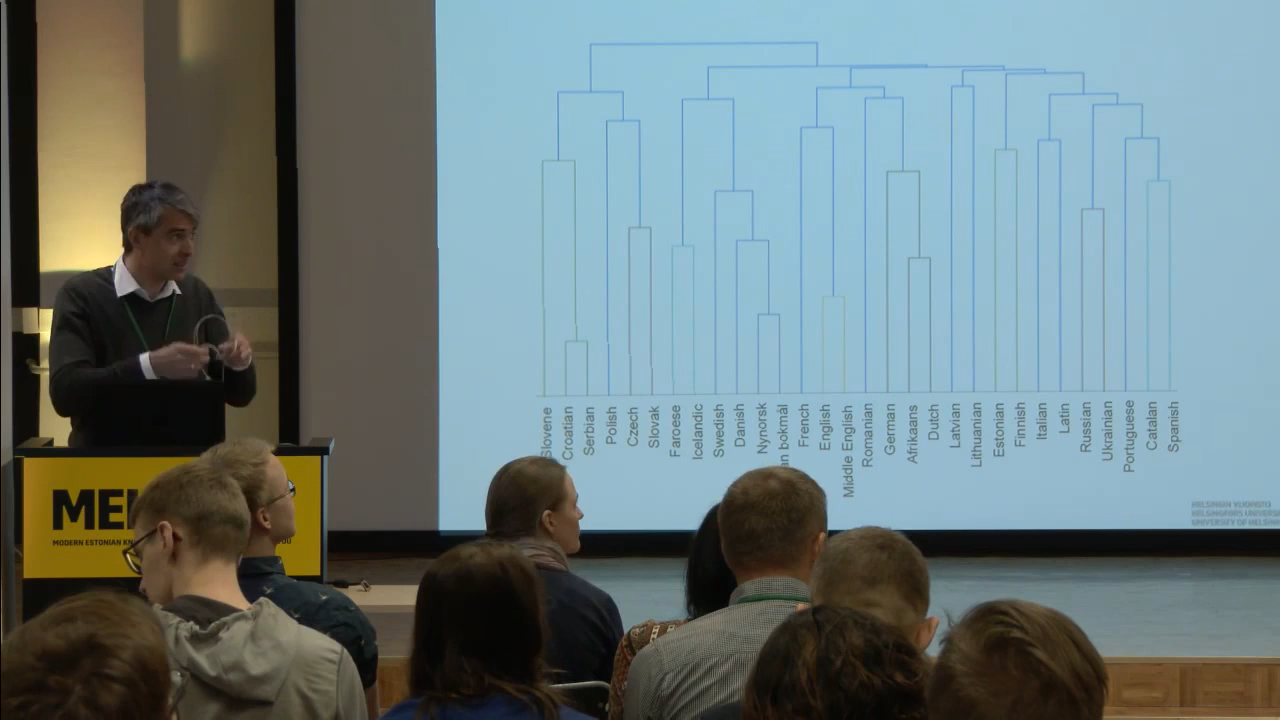 Slovene
Croatian
Serbian
Polish
Czech
Slovak
Faroese
Icelandic
Swedish
Danish
Nynorsk
bokmål
French
English
Middle English
Romanian
German
Afrikaans
Dutch
Latvian
Lithuanian
Estonian
Finnish
Italian
Latin
Russian
Ukrainian
Portuguese
Catalan
Spanish
MODERN ESTONIAN